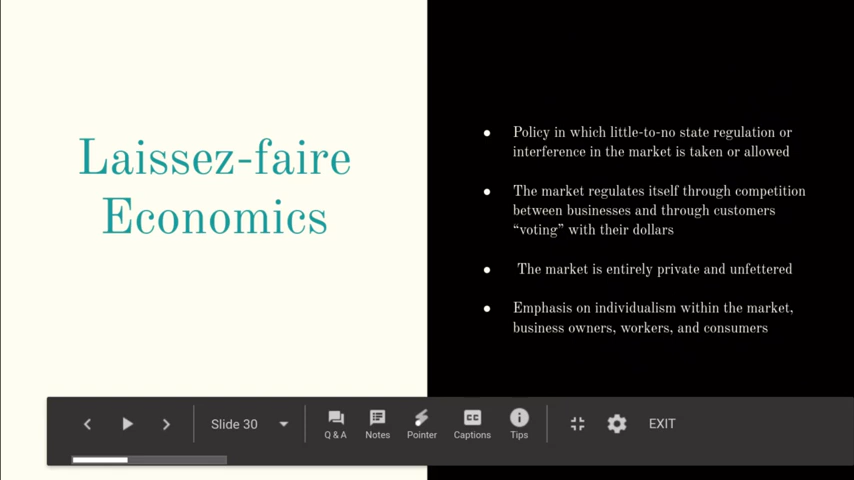 Laissez-faire
Economics
● Policy in which little-to-no state regulation or
interference in the market is taken or allowed
● The market regulates itself through competition
between businesses and through customers
“voting” with their dollars
● The market is entirely private and unfettered
● Emphasis on individualism within the market,
business owners, workers, and consumers
Slide 30
Q & A
Notes
Pointer
CC
Captions
Tips
EXIT